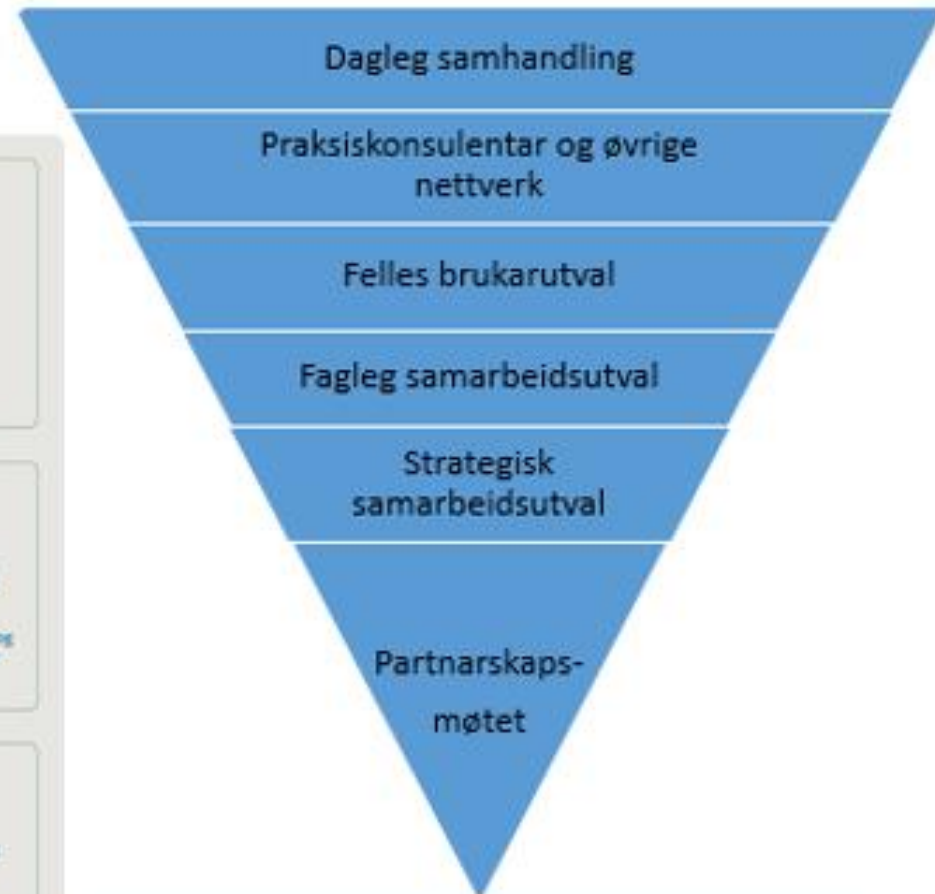 Dagleg samhandling
Praksiskonsulentar og øvrige
nettverk
Felles brukarutval
Fagleg samarbeidsutval
Strategisk
samarbeidsutval
Partnarskaps-
møtet